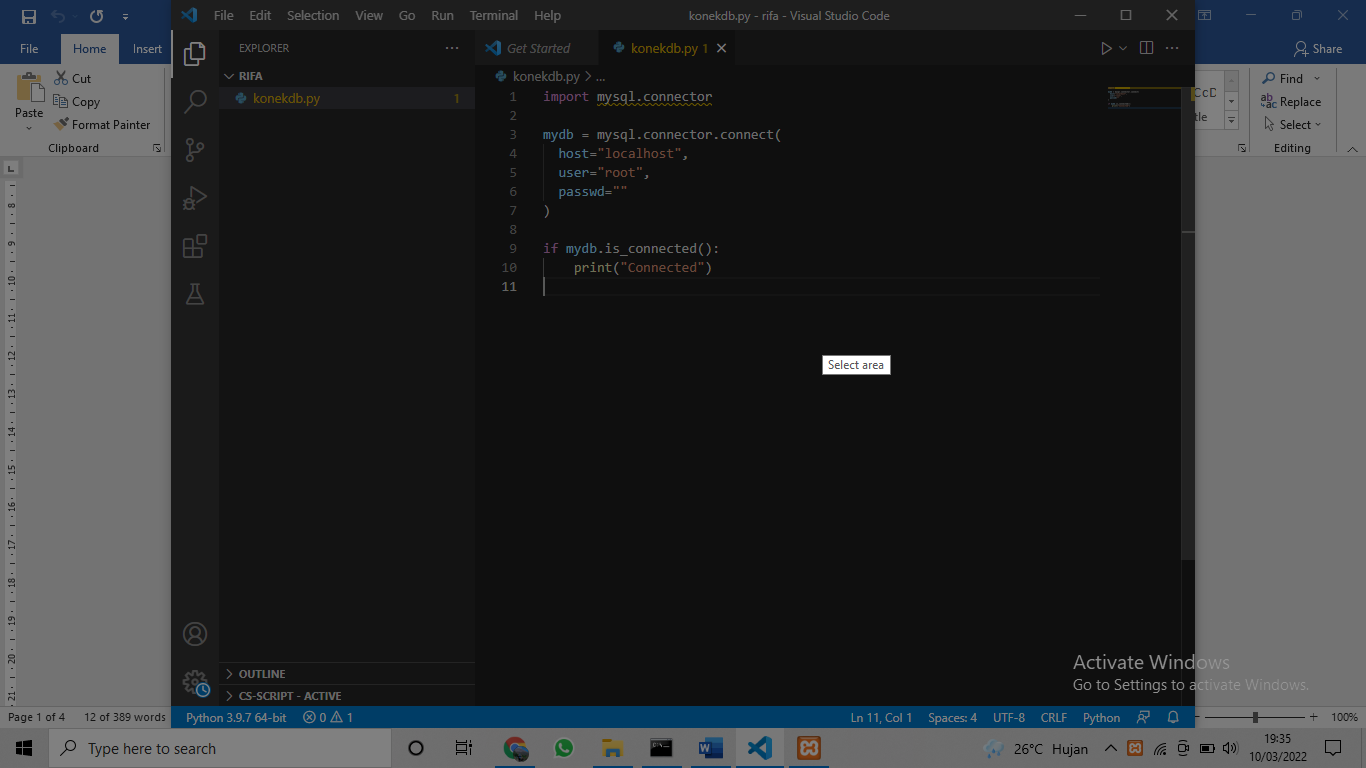 File Edit Selection View Go Run Terminal Help
konekdb.py - rifa - Visual Studio Code
File Home Insert
Share
Paste
Cut
Copy
Format Painter
Clipboard
Find
Replace
Select
Editing
EXPLORER
RIFA
konekdb.py 1
OUTLINE
CS-SCRIPT - ACTIVE
Get Started
konekdb.py 1
konekdb.py > ...
1 import mysql.connector
2
3 mydb = mysql.connector.connect(
4 host="localhost",
5 user="root",
6 passwd=""
7 )
8
9 if mydb.is_connected():
10 print("Connected")
11
Select area
Activate Windows
Go to Settings to activate Windows.
Page 1 of 4 12 of 389 words
Python 3.9.7 64-bit 0 1
Ln 11, Col 1 Spaces: 4 UTF-8 CRLF Python
100%
Type here to search
26°C Hujan
19:35
10/03/2022